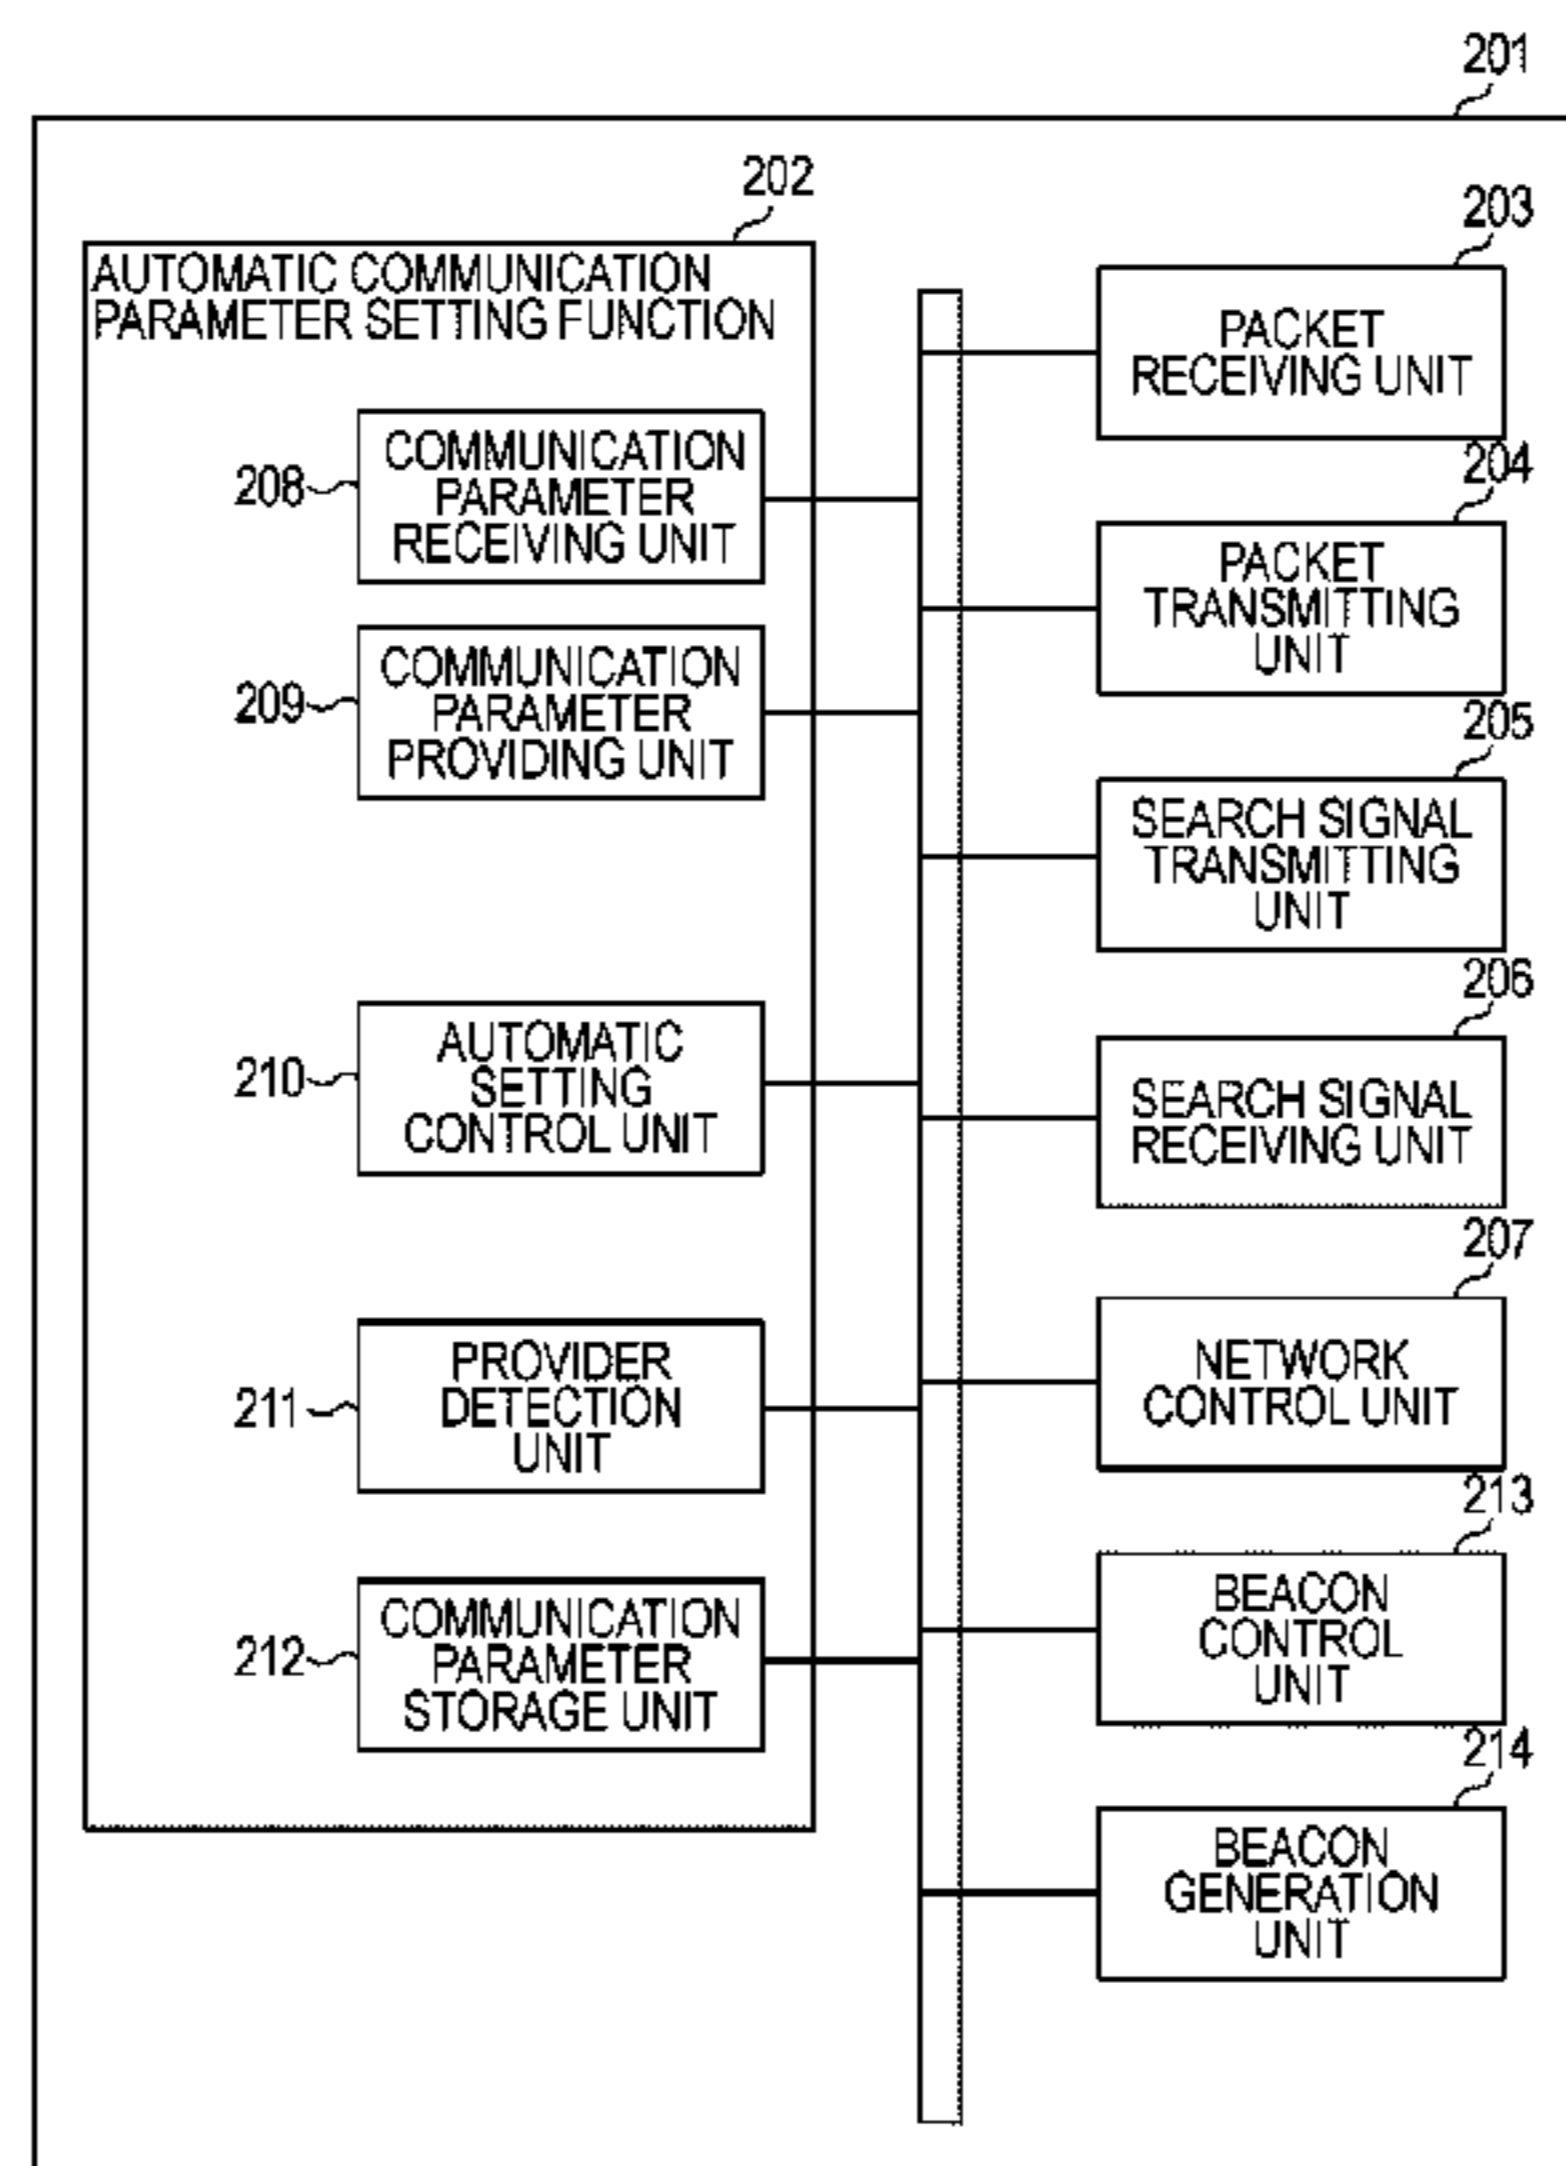 201
202
AUTOMATIC COMMUNICATION
PARAMETER SETTING FUNCTION
208
COMMUNICATION
PARAMETER
RECEIVING UNIT
209
COMMUNICATION
PARAMETER
PROVIDING UNIT
210
AUTOMATIC
SETTING
CONTROL UNIT
211
PROVIDER
DETECTION
UNIT
212
COMMUNICATION
PARAMETER
STORAGE UNIT
203
PACKET
RECEIVING UNIT
204
PACKET
TRANSMITTING
UNIT
205
SEARCH SIGNAL
TRANSMITTING
UNIT
206
SEARCH SIGNAL
RECEIVING UNIT
207
NETWORK
CONTROL UNIT
213
BEACON
CONTROL
UNIT
214
BEACON
GENERATION
UNIT